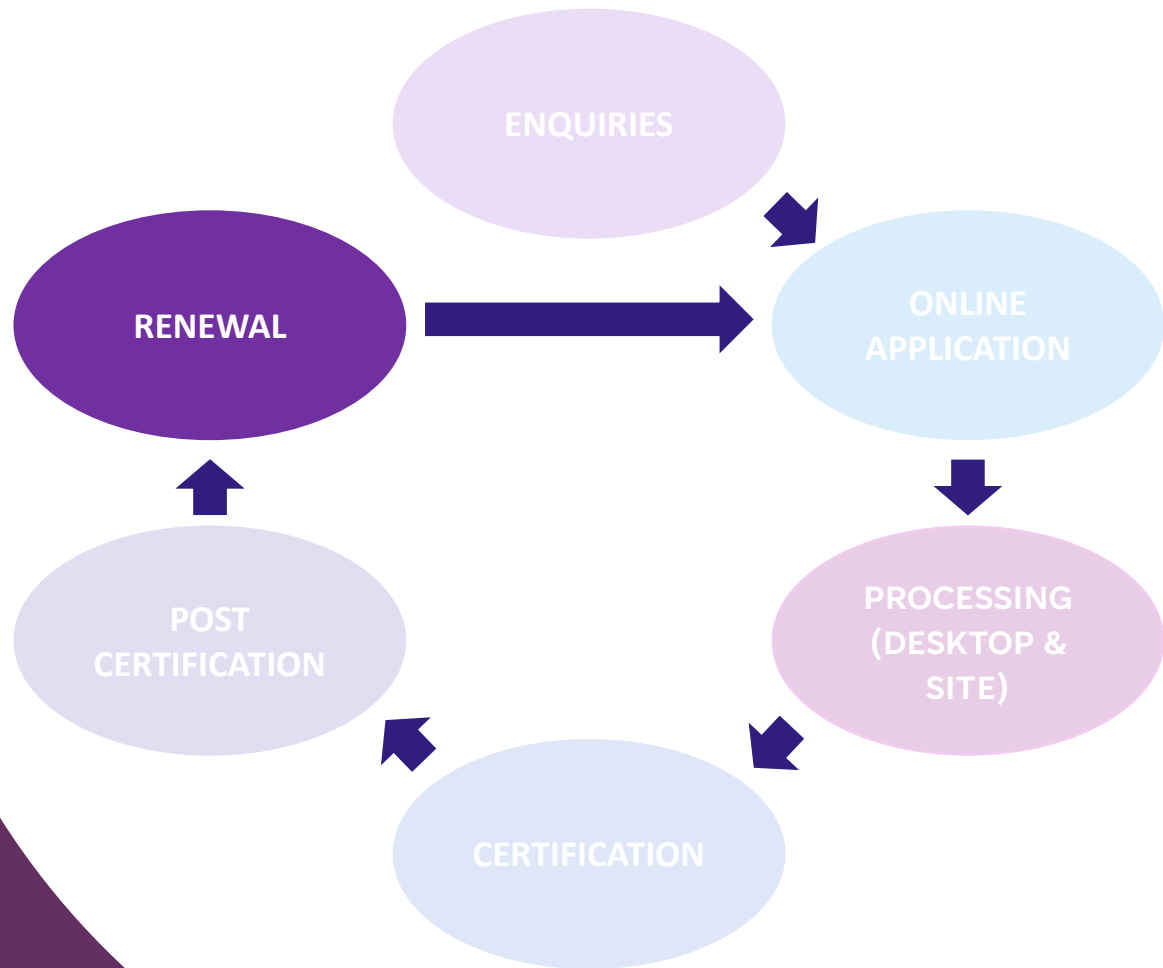 ENQUIRIES
RENEWAL
ONLINE
APPLICATION
POST
CERTIFICATION
PROCESSING
(DESKTOP &
SITE)
CERTIFICATION